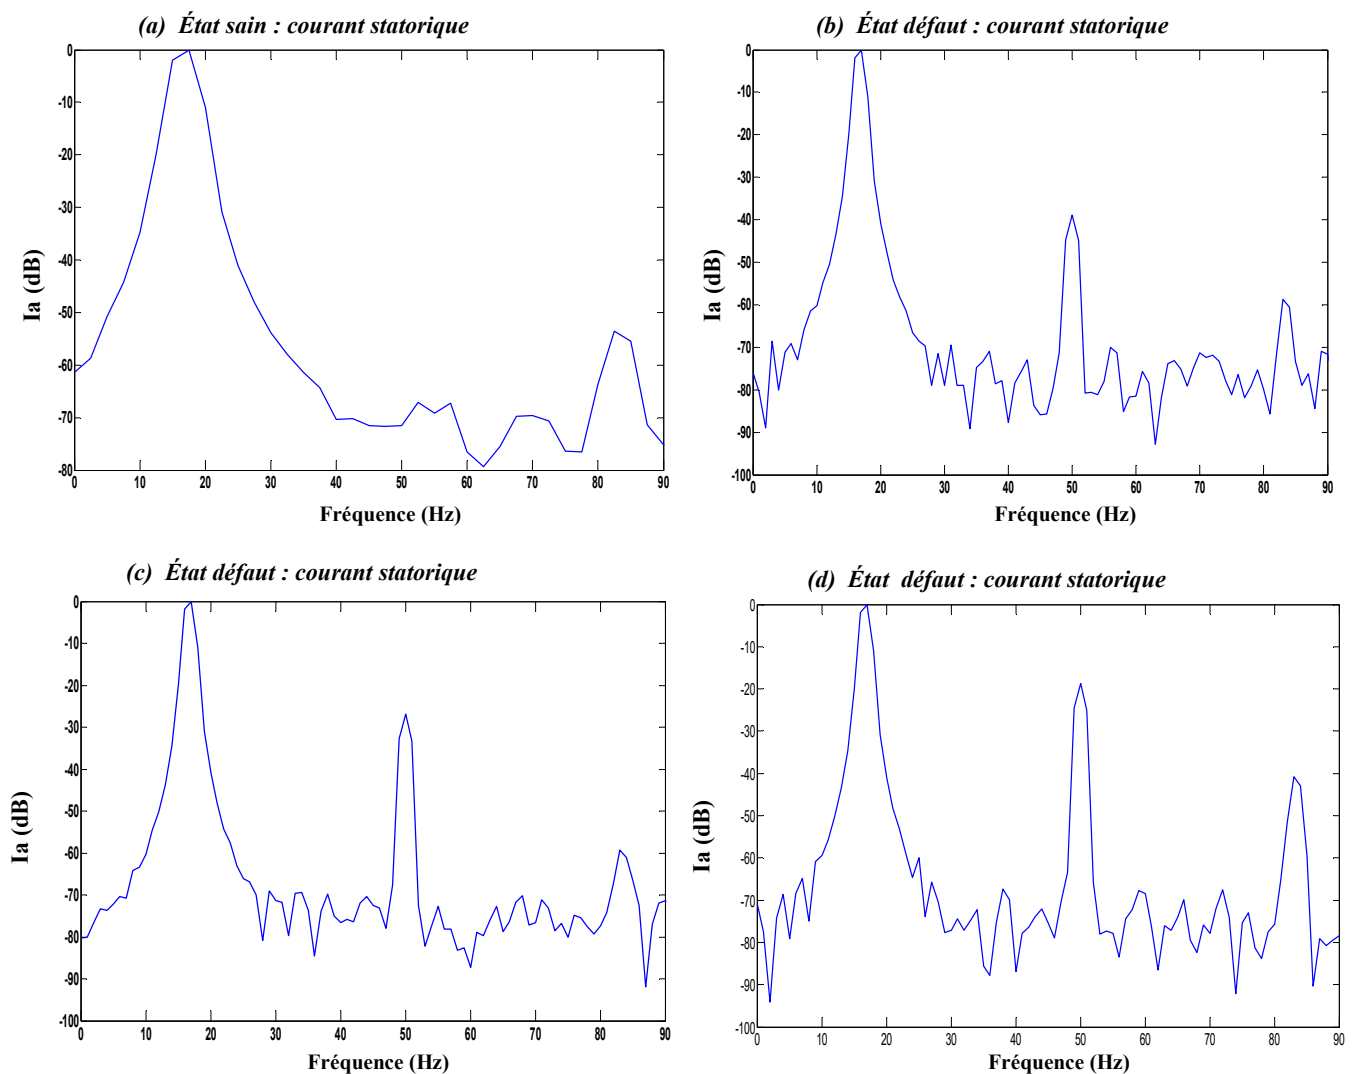 (a) État sain : courant statorique
0
-10
-20
-30
-40
-50
-60
-70
-80
0 10 20 30 40 50 60 70 80 90
Ia (dB)
Fréquence (Hz)
(b) État défaut : courant statorique
0
-10
-20
-30
-40
-50
-60
-70
-80
-90
-100
0 10 20 30 40 50 60 70 80 90
Ia (dB)
Fréquence (Hz)
(c) État défaut : courant statorique
0
-10
-20
-30
-40
-50
-60
-70
-80
-90
-100
0 10 20 30 40 50 60 70 80 90
Ia (dB)
Fréquence (Hz)
(d) État défaut : courant statorique
0
-10
-20
-30
-40
-50
-60
-70
-80
-90
-100
0 10 20 30 40 50 60 70 80 90
Ia (dB)
Fréquence (Hz)